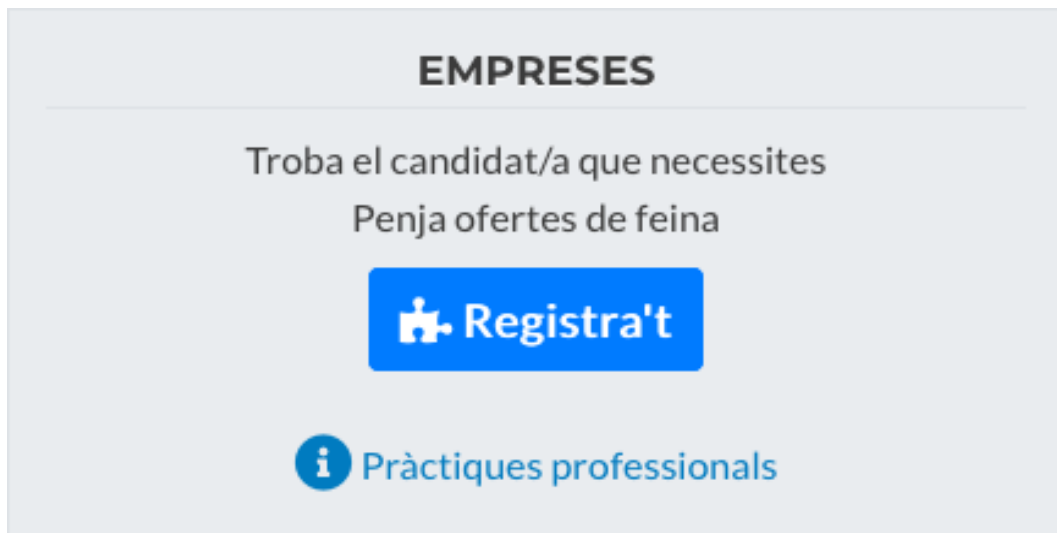 EMPRESES
Troba el candidat/a que necessites
Penja ofertes de feina
Registra't
Pràctiques professionals